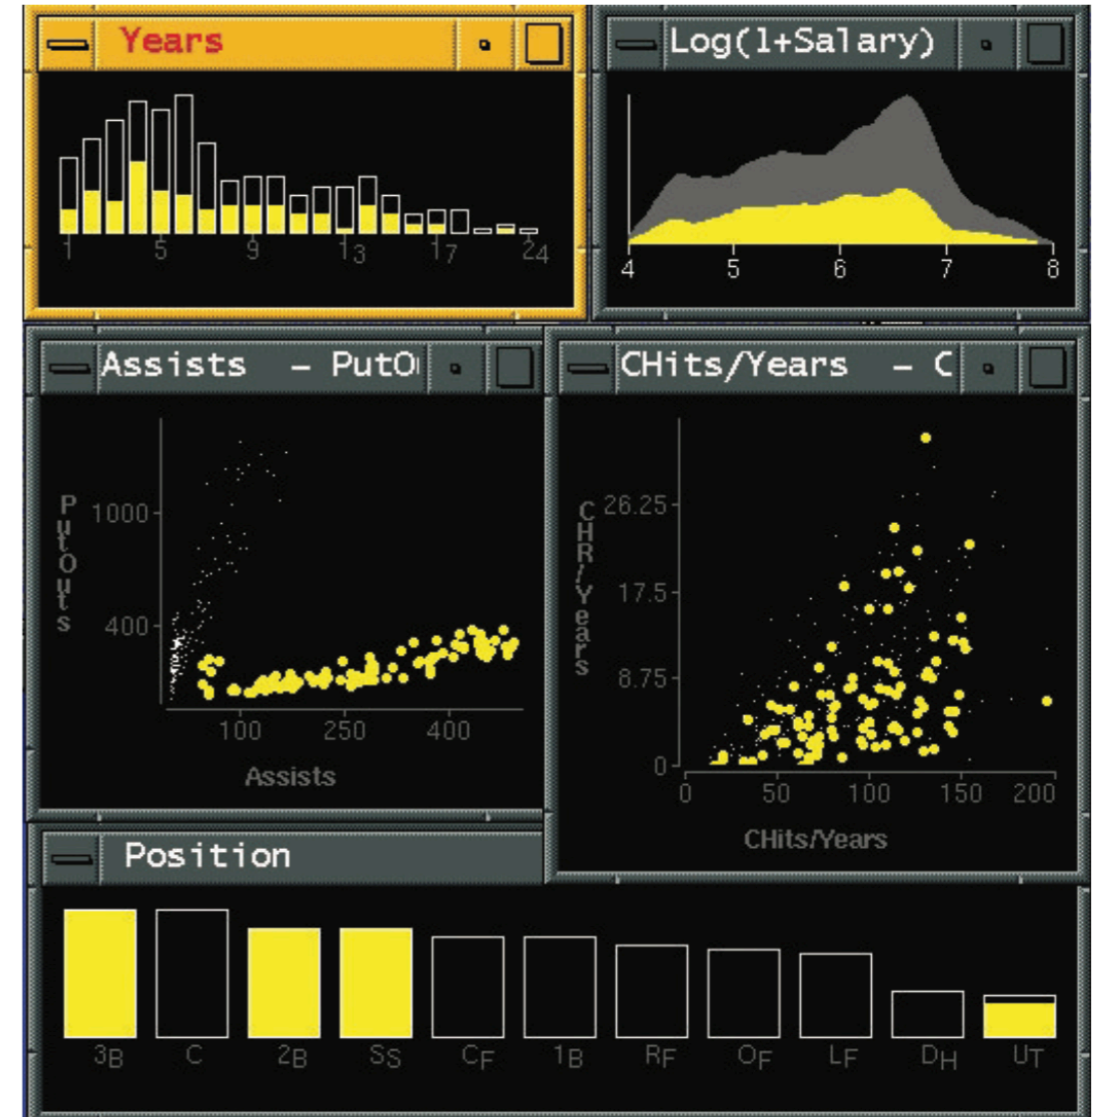 Years
1 5 9 13 17 24
Log(1+Salary)
4 5 6 7 8
Assists - PutO
PutOuts
1000
400
100 250 400
Assists
CHits/Years - C
CHR/Years
26.25
17.5
8.75
0
0 50 100 150 200
CHits/Years
Position
3B C 2B SS CF 1B RF OF LF DH UT